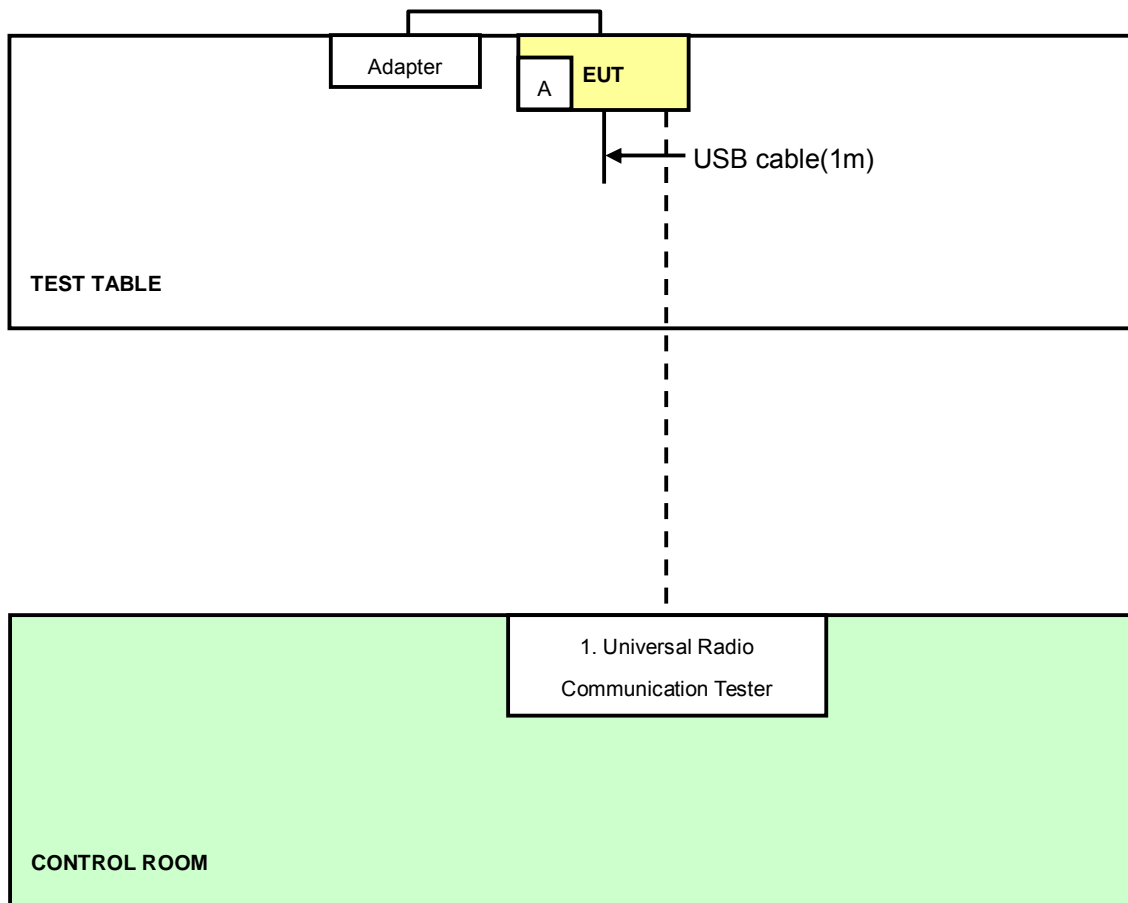 Adapter
EUT
A
USB cable(1m)
TEST TABLE
1. Universal Radio
Communication Tester
CONTROL ROOM